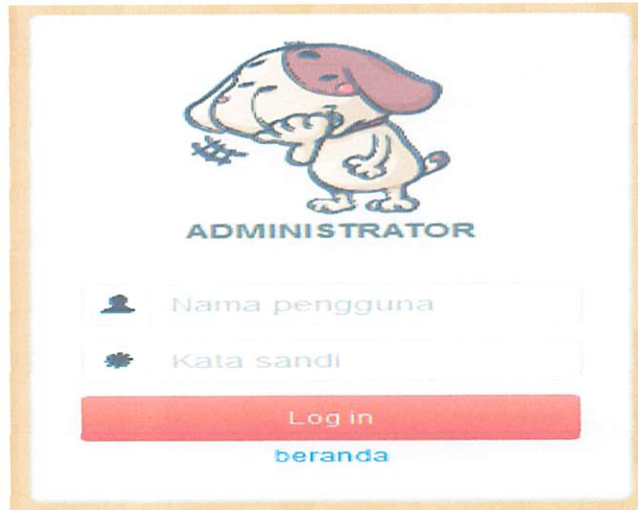 ADMINISTRATOR
Nama pengguna
Kata sandi
Log in
beranda